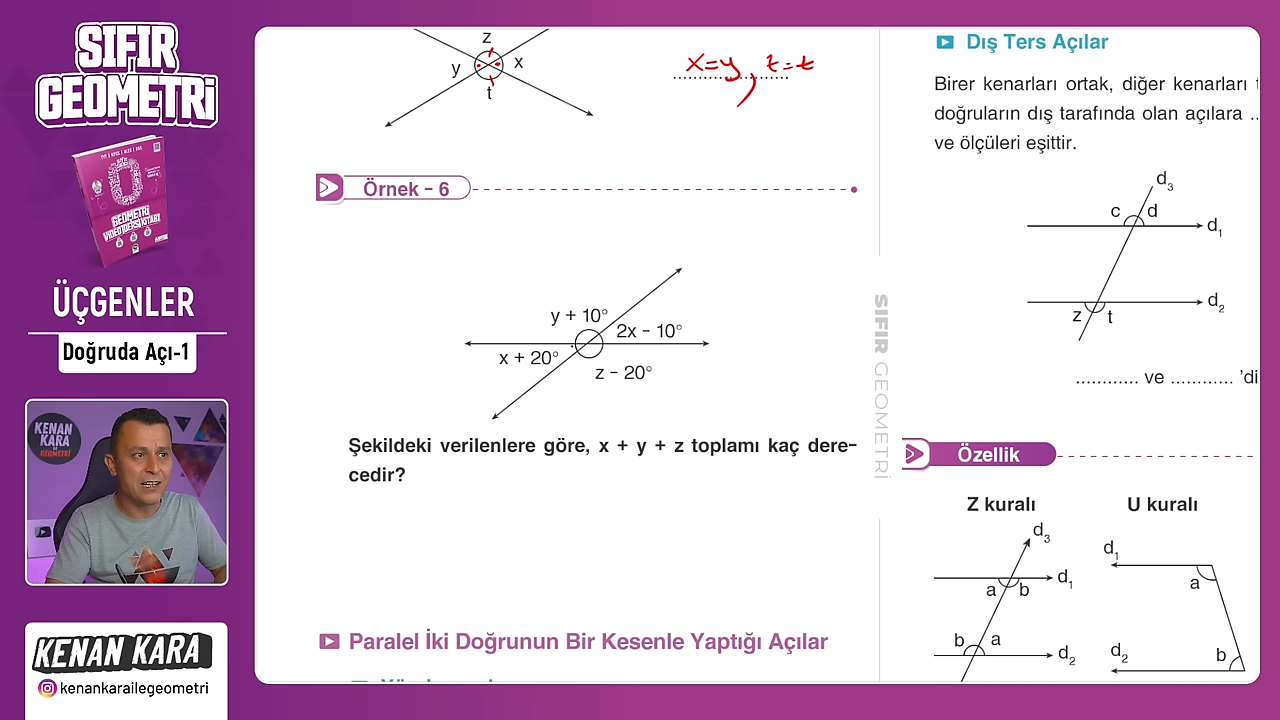 SIFIR
GEOMETRİ
GEOMETRİ
VİDEO DERS KİTABI
ÜÇGENLER
Doğruda Açı-1
KENAN
KARA
GEOMETRİ
KENAN KARA
kenankarailegeometri
z
y
x
t
x=y, z=t
Örnek - 6
y + 10°
2x - 10°
x + 20°
z - 20°
Şekildeki verilenlere göre, x + y + z toplamı kaç dere-
cedir?
Paralel İki Doğrunun Bir Kesenle Yaptığı Açılar
SIFIR GEOMETRİ
Dış Ters Açılar
Birer kenarları ortak, diğer kenarları
doğruların dış tarafında olan açılara ..
ve ölçüleri eşittir.
d3
c
d
d1
d2
z
t
............ ve ............ 'di
Özellik
Z kuralı
U kuralı
d3
d1
a
b
b
a
d2
d1
a
d2
b